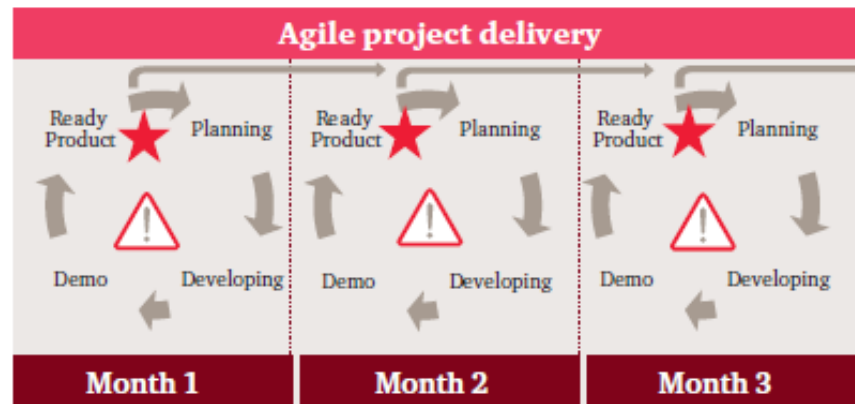 Agile project delivery
Ready
Product
Planning
Demo
Developing
Ready
Product
Planning
Demo
Developing
Ready
Product
Planning
Demo
Developing
Month 1
Month 2
Month 3